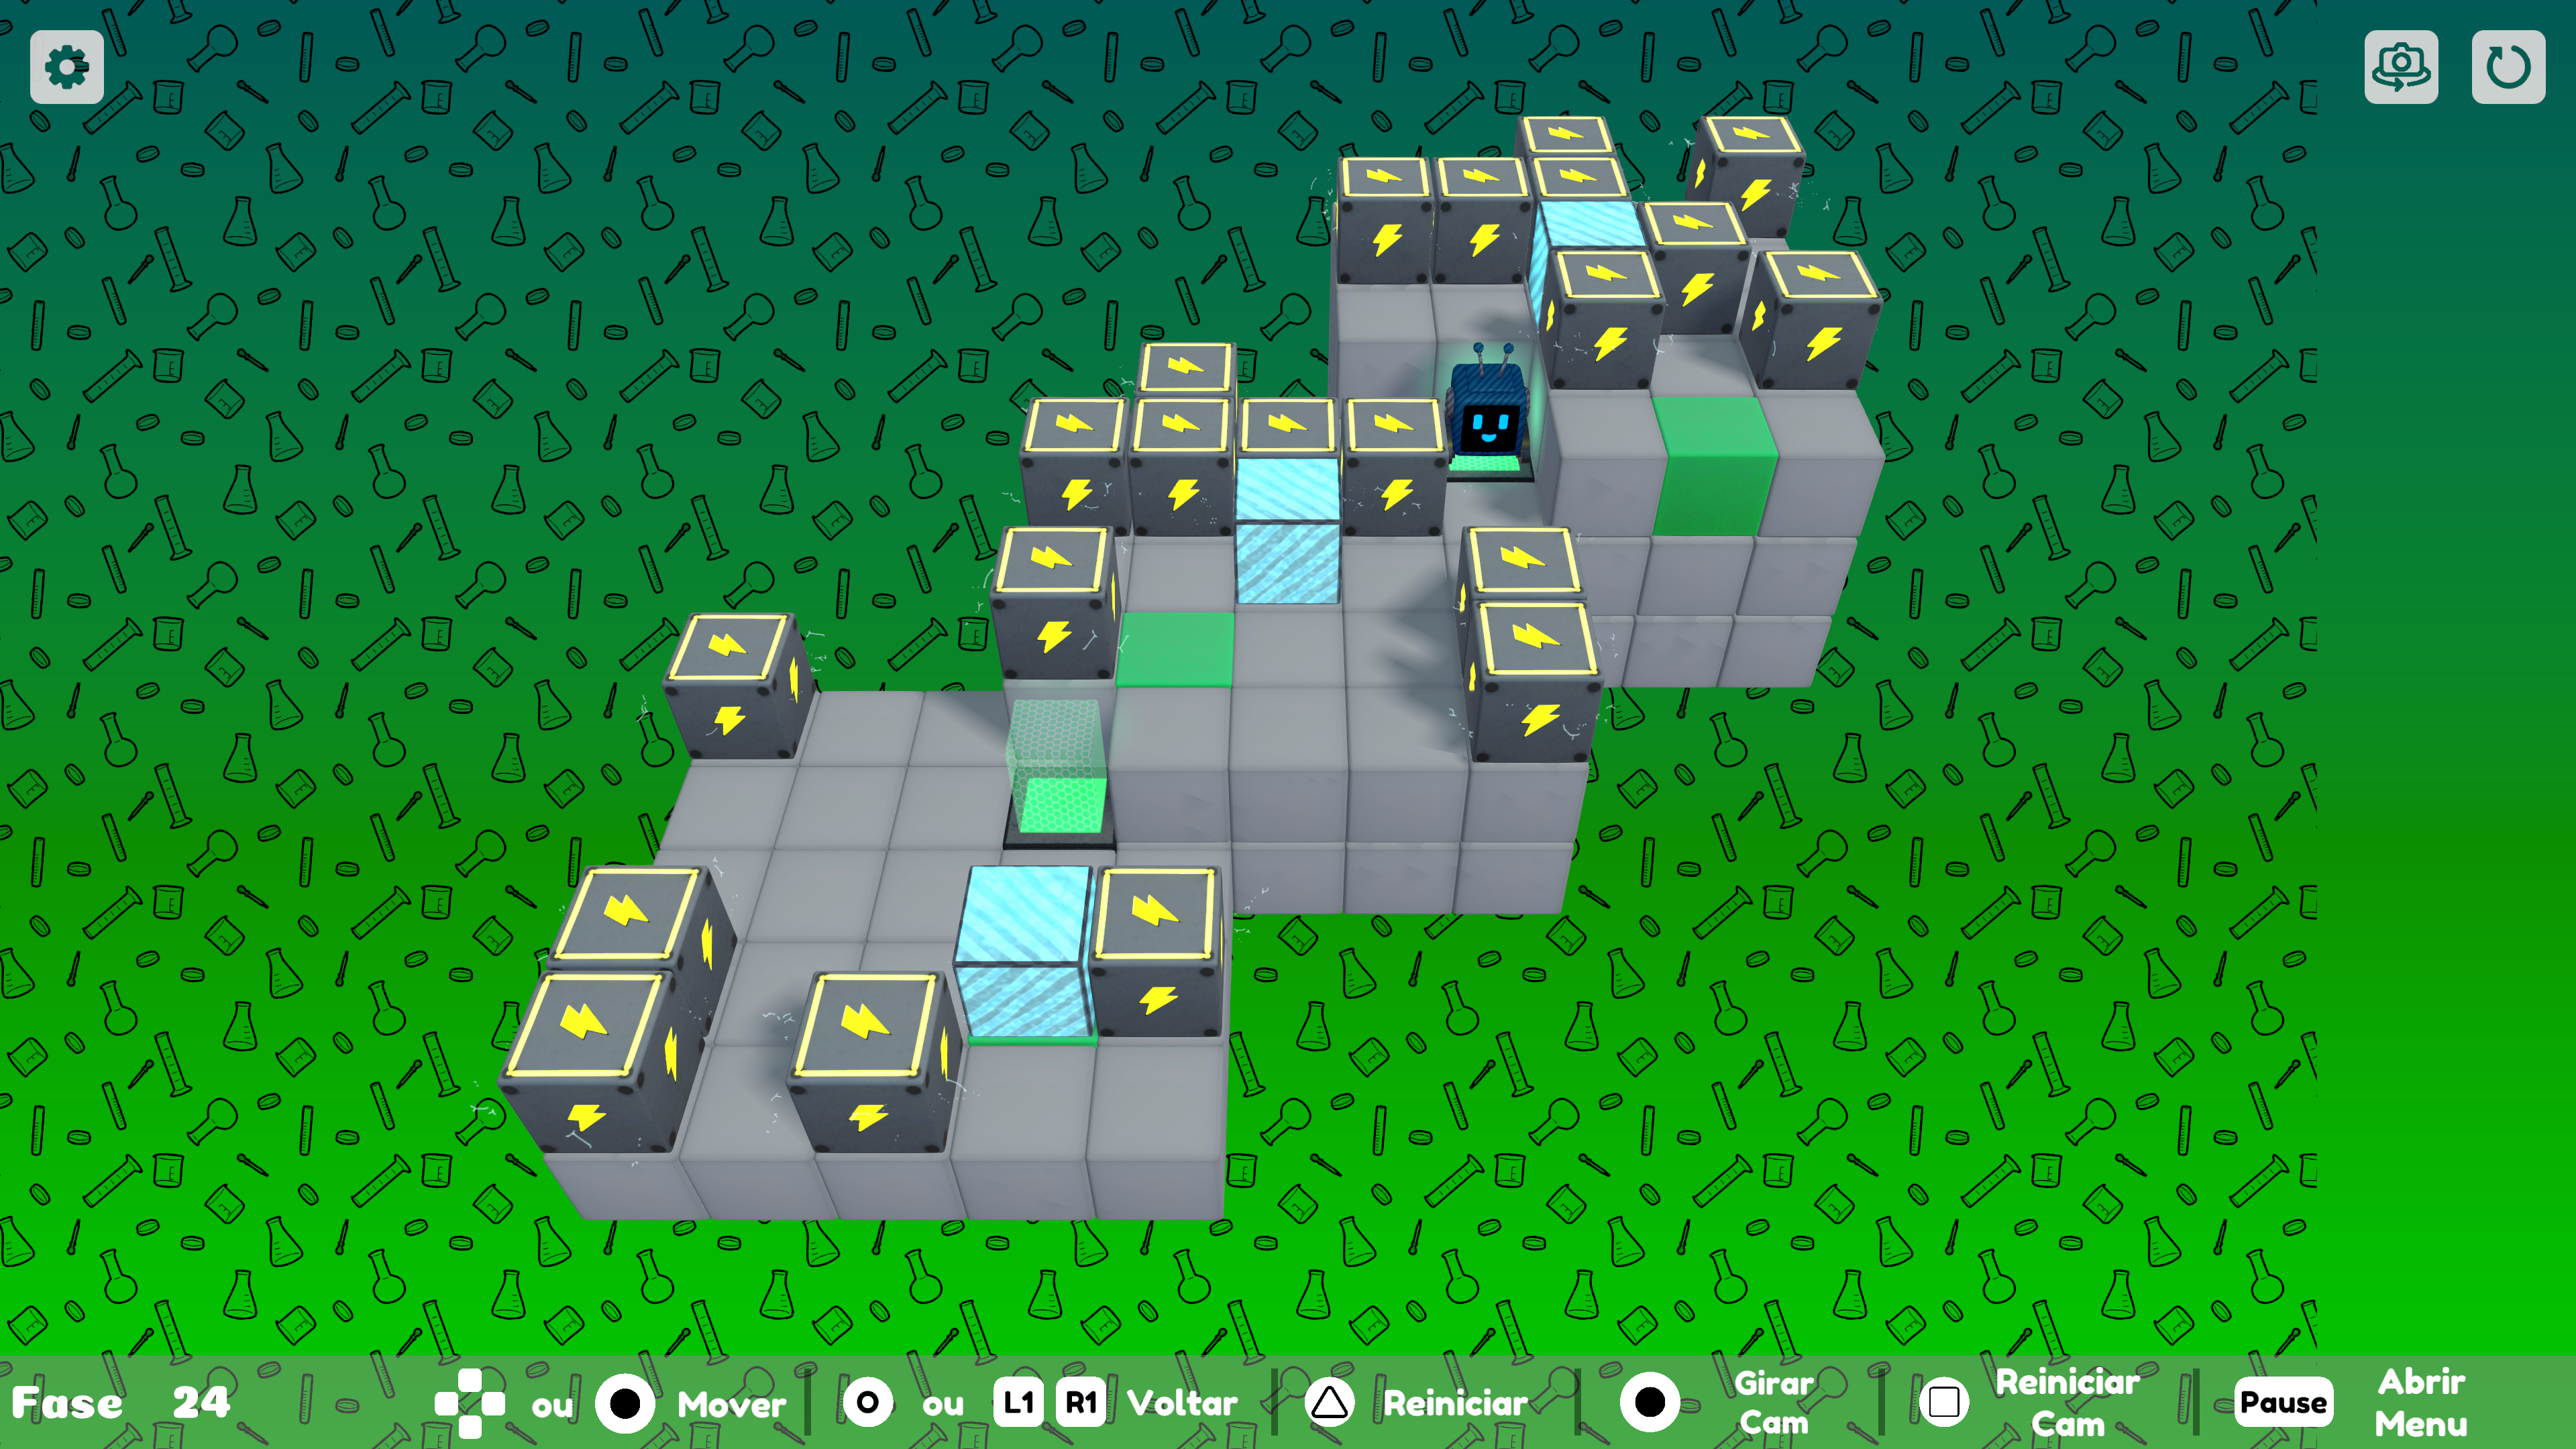 Fase 24
ou Mover
O ou L1 R1 Voltar
Reiniciar
Girar
Cam
Reiniciar
Cam
Pause
Abrir
Menu